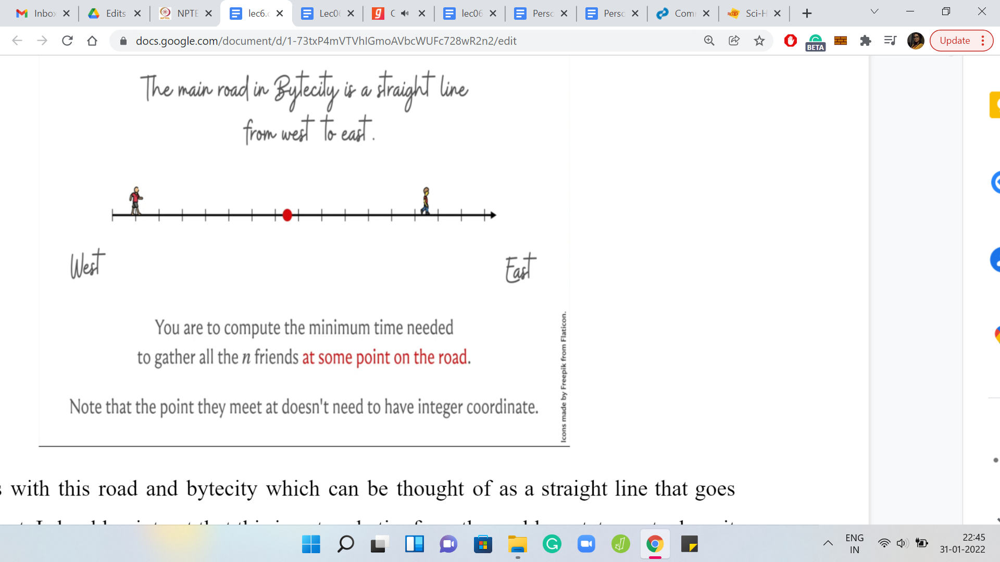 Inbo
Edits
NPTE
lec6.c
Lec0
C
lec06
Perso
Perso
Com
Sci-H
docs.google.com/document/d/1-73txP4mVTVhIGmoAVbcWUFc728wR2n2/edit
BETA
Update
The main road in Bytecity is a straight line
from west to east.
West
East
You are to compute the minimum time needed
to gather all the n friends at some point on the road.
Note that the point they meet at doesn't need to have integer coordinate.
Icons made by Freepik from Flaticon.
with this road and bytecity which can be thought of as a straight line that goes
ENG
IN
22:45
31-01-2022